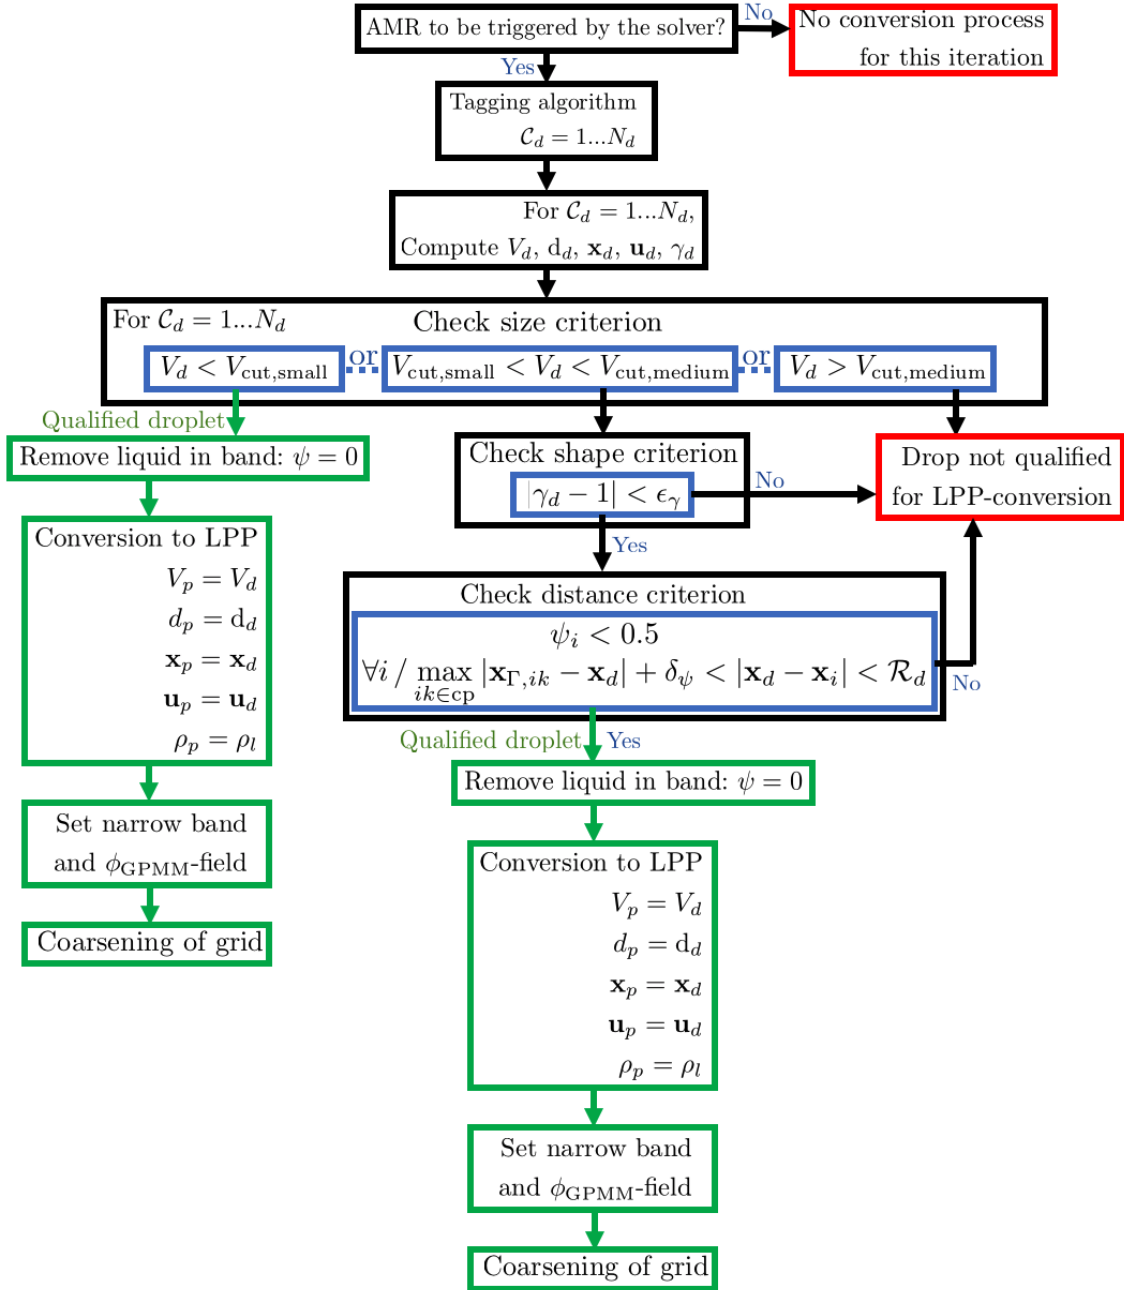 AMR to be triggered by the solver?
No
No conversion process
for this iteration
Yes
Tagging algorithm
𝒞_d = 1...N_d
For 𝒞_d = 1...N_d,
Compute V_d, d_d, 𝐱_d, 𝐮_d, γ_d
For 𝒞_d = 1...N_d
Check size criterion
V_d < V_cut,small
or
V_cut,small < V_d < V_cut,medium
or
V_d > V_cut,medium
Qualified droplet
Remove liquid in band: ψ = 0
Conversion to LPP
V_p = V_d
d_p = d_d
𝐱_p = 𝐱_d
𝐮_p = 𝐮_d
ρ_p = ρ_l
Set narrow band
and ϕ_GPMM-field
Coarsening of grid
Check shape criterion
|γ_d − 1| < ϵ_γ
No
Drop not qualified
for LPP-conversion
Yes
Check distance criterion
ψ_i < 0.5
∀i / max_{ik∈cp} |𝐱_Γ,ik − 𝐱_d| + δ_ψ < |𝐱_d − 𝐱_i| < ℛ_d
No
Qualified droplet
Yes
Remove liquid in band: ψ = 0
Conversion to LPP
V_p = V_d
d_p = d_d
𝐱_p = 𝐱_d
𝐮_p = 𝐮_d
ρ_p = ρ_l
Set narrow band
and ϕ_GPMM-field
Coarsening of grid